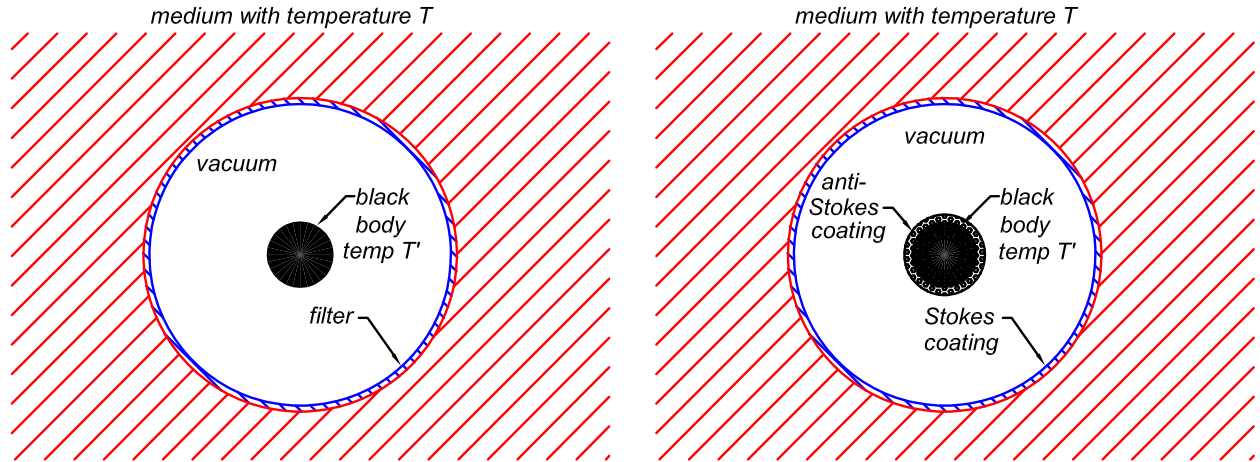 medium with temperature T
vacuum
black
body
temp T'
filter
medium with temperature T
vacuum
anti-
Stokes
coating
black
body
temp T'
Stokes
coating